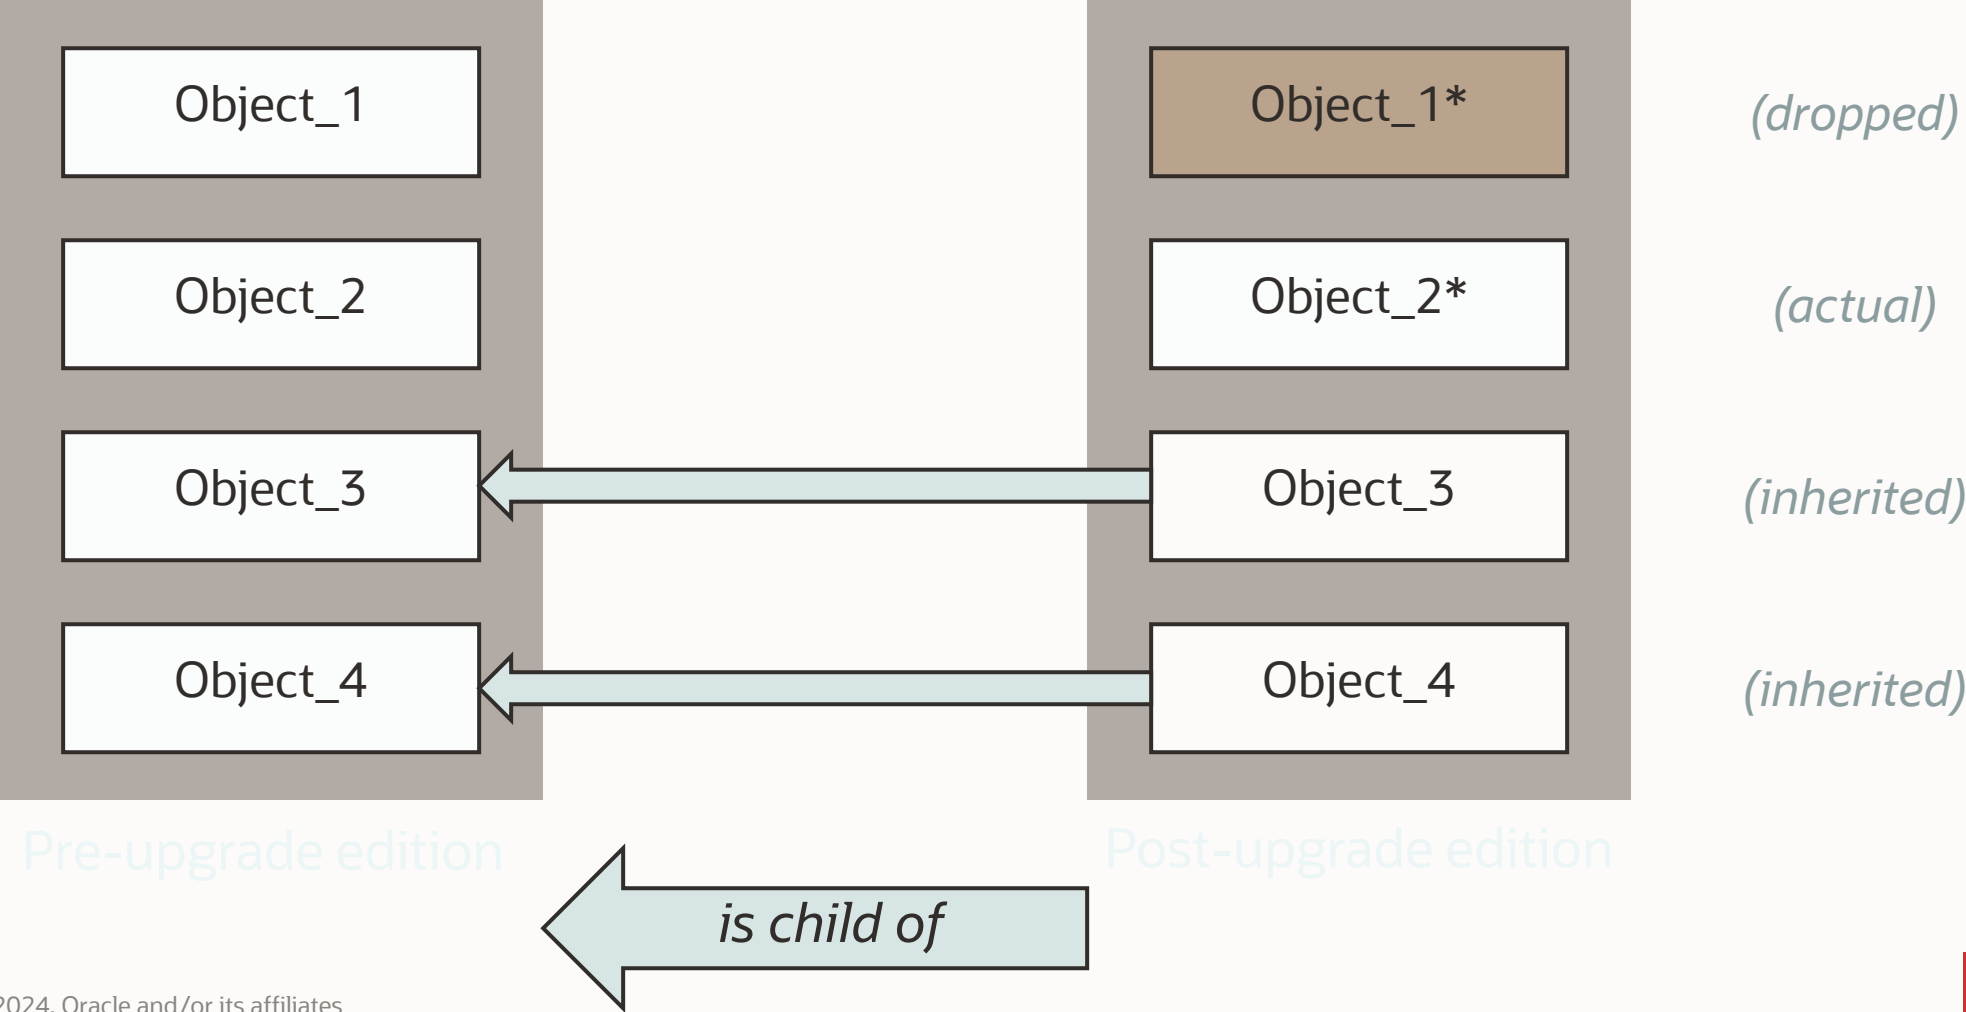 Object_1
Object_1*
(dropped)
Object_2
Object_2*
(actual)
Object_3
Object_3
(inherited)
Object_4
Object_4
(inherited)
Pre-upgrade edition
Post-upgrade edition
is child of
2024, Oracle and/or its affiliates